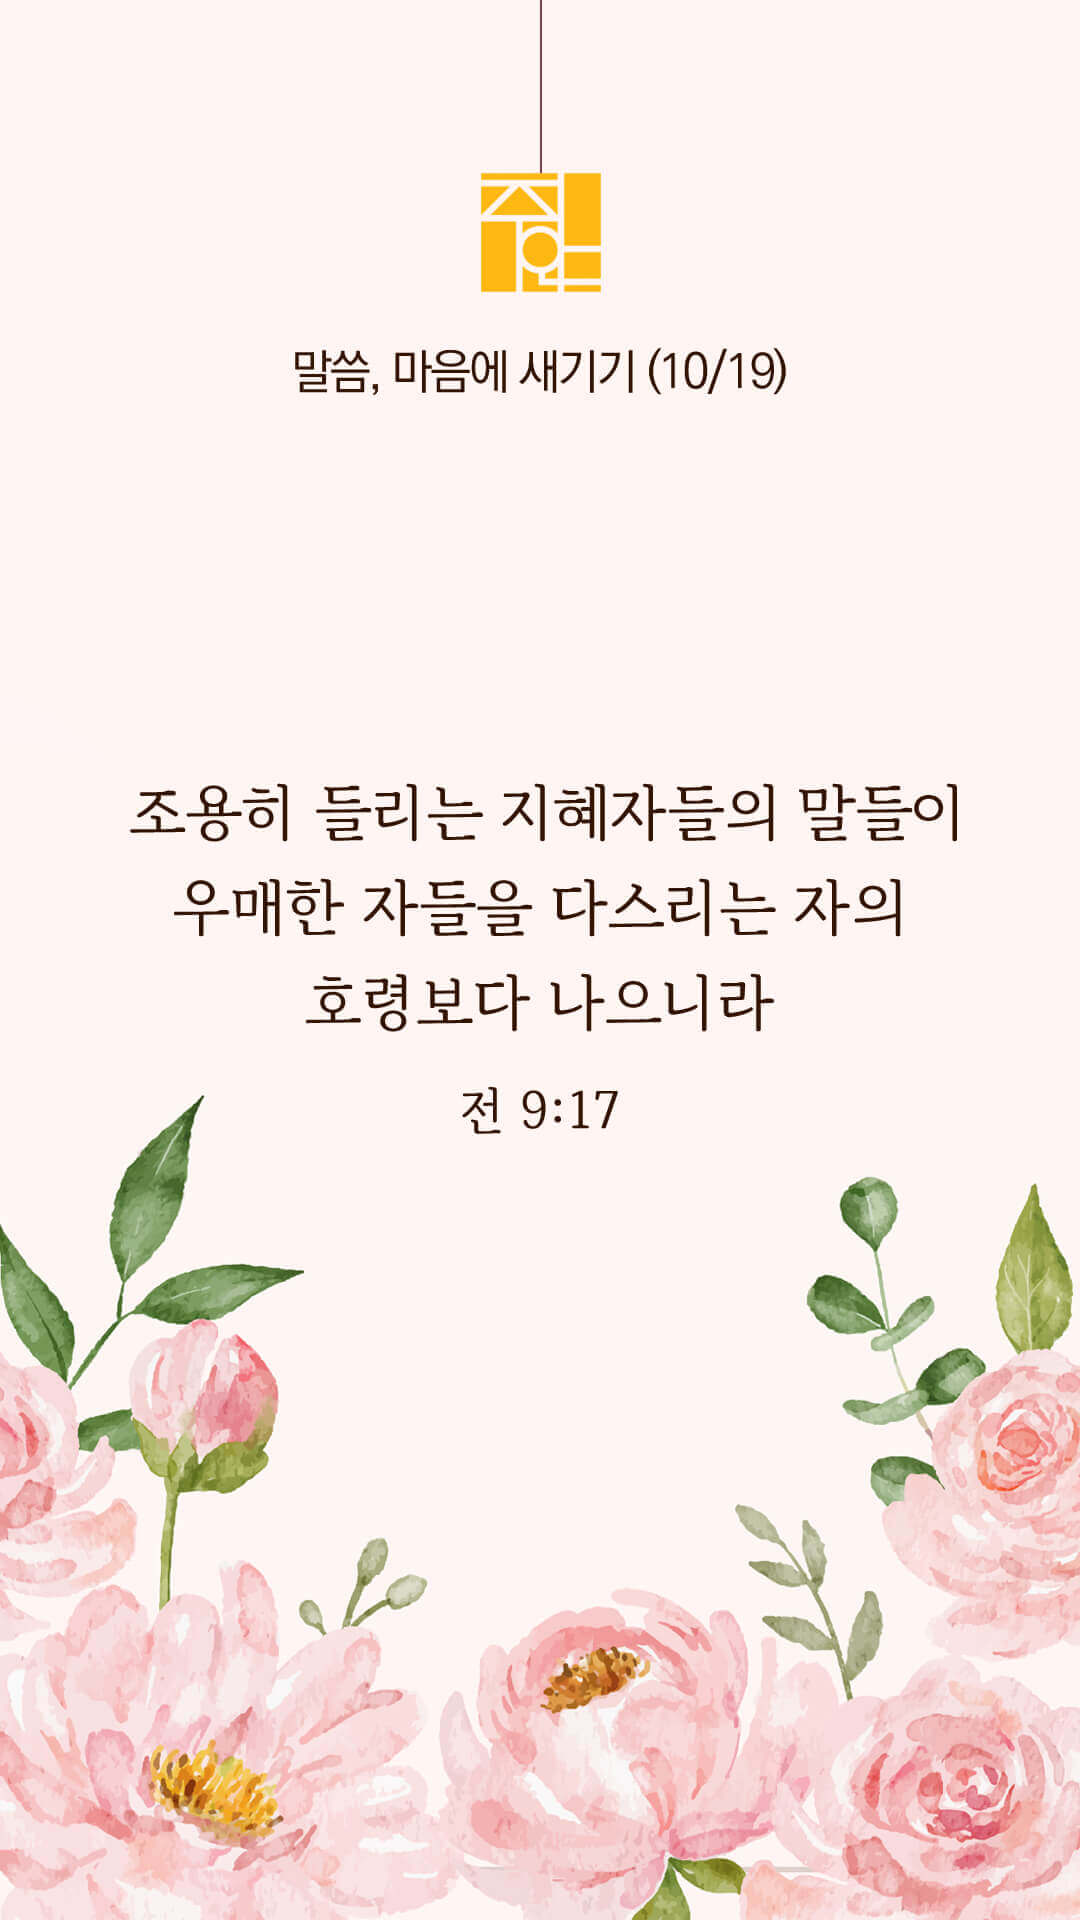 주안
말씀, 마음에 새기기 (10/19)
조용히 들리는 지혜자들의 말들이
우매한 자들을 다스리는 자의
호령보다 나으니라
전 9:17